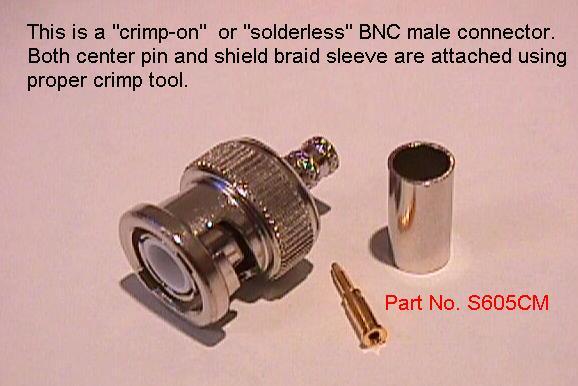 This is a "crimp-on"  or "solderless" BNC male connector.
Both center pin and shield braid sleeve are attached using
proper crimp tool.
Part No. S605CM